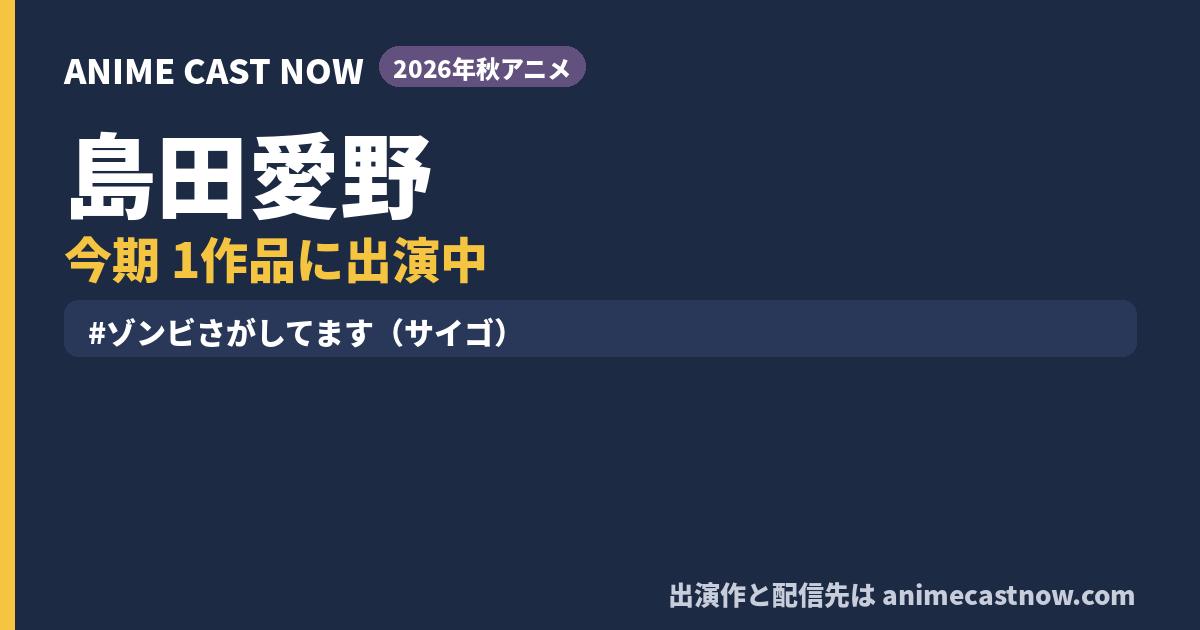 ANIME CAST NOW 2026年秋アニメ
島田愛野
今期 1作品に出演中
#ゾンビさがしてます（サイゴ）
出演作と配信先は animecastnow.com